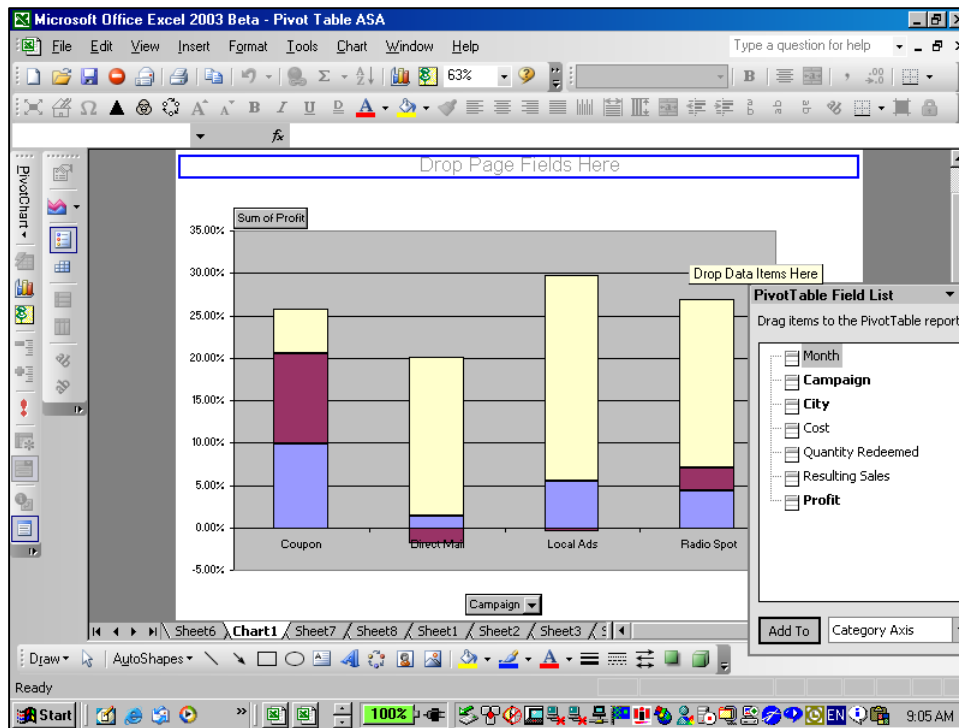 Microsoft Office Excel 2003 Beta - Pivot Table ASA
File Edit View Insert Format Tools Chart Window Help Type a question for help
Σ 63% B
Ω A A B I U D A
fx
Drop Page Fields Here
PivotChart
Sum of Profit
35.00%
30.00%
Drop Data Items Here
PivotTable Field List
Drag items to the PivotTable report
25.00%
20.00%
15.00%
10.00%
5.00%
0.00%
-5.00%
Month
Campaign
City
Cost
Quantity Redeemed
Resulting Sales
Profit
Coupon Direct Mail Local Ads Radio Spot
Campaign
Add To Category Axis
Sheet6 Chart1 Sheet7 Sheet8 Sheet1 Sheet2 Sheet3
Draw AutoShapes A
Ready
Start » 100% EN 9:05 AM